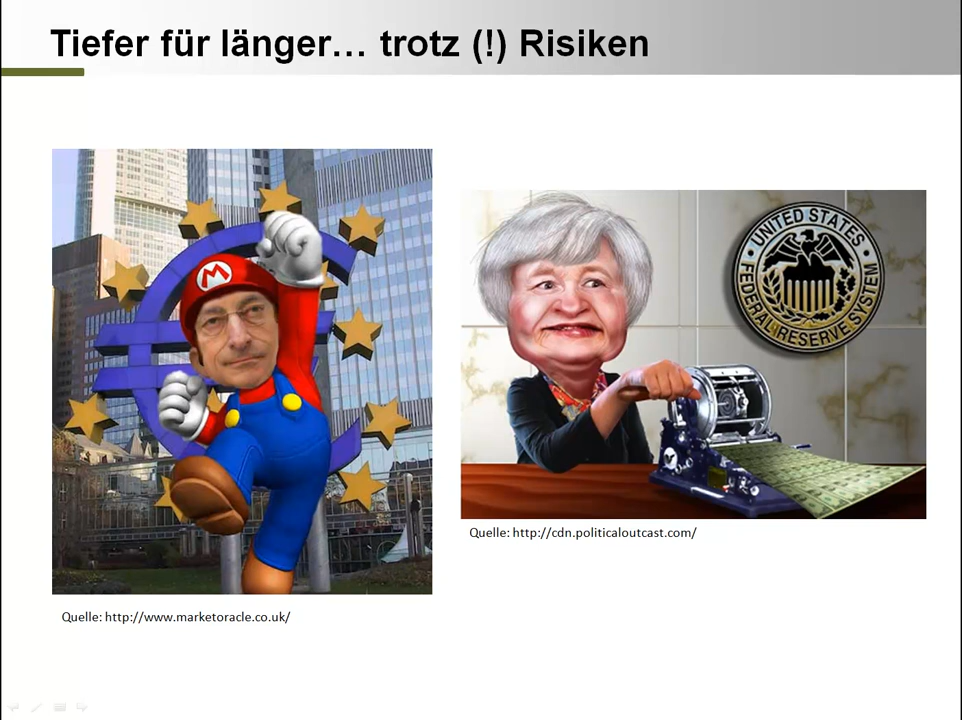 Tiefer für länger… trotz (!) Risiken
M
UNITED STATES
FEDERAL RESERVE SYSTEM
Quelle: http://cdn.politicaloutcast.com/
Quelle: http://www.marketoracle.co.uk/